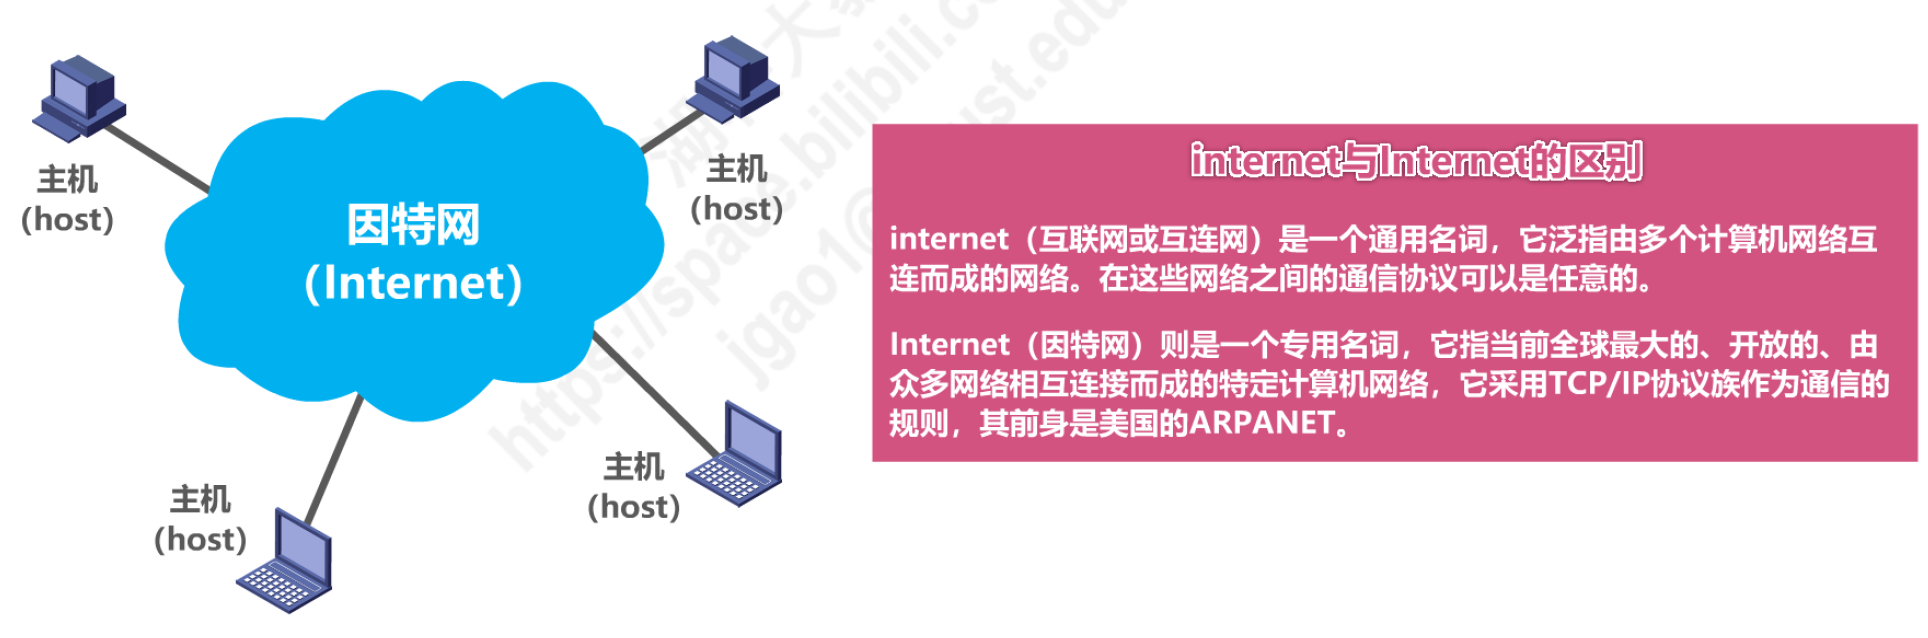 主机
(host)
主机
(host)
因特网
(Internet)
主机
(host)
主机
(host)
internet与Internet的区别
internet（互联网或互连网）是一个通用名词，它泛指由多个计算机网络互
连而成的网络。在这些网络之间的通信协议可以是任意的。
Internet（因特网）则是一个专用名词，它指当前全球最大的、开放的、由
众多网络相互连接而成的特定计算机网络，它采用TCP/IP协议族作为通信的
规则，其前身是美国的ARPANET。
https://space.bilibili.co